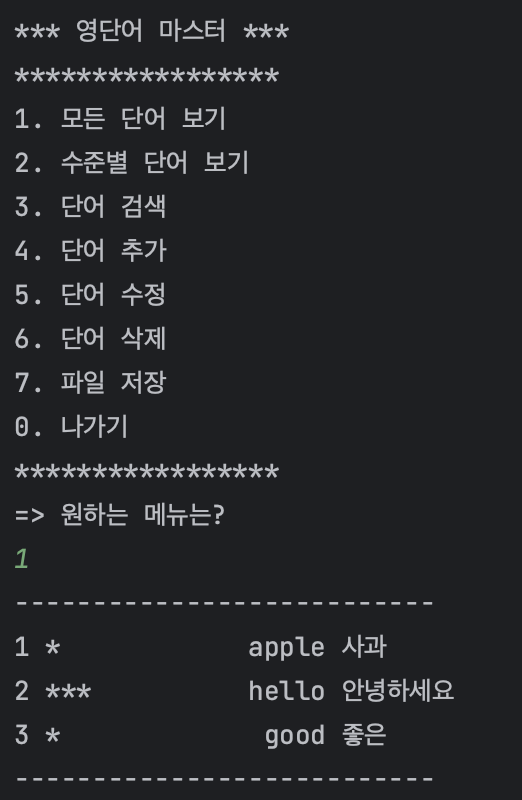 *** 영단어 마스터 ***
*****************
1. 모든 단어 보기
2. 수준별 단어 보기
3. 단어 검색
4. 단어 추가
5. 단어 수정
6. 단어 삭제
7. 파일 저장
0. 나가기
*****************
=> 원하는 메뉴는?
1
---------------------------
1 *            apple 사과
2 ***          hello 안녕하세요
3 *             good 좋은
---------------------------